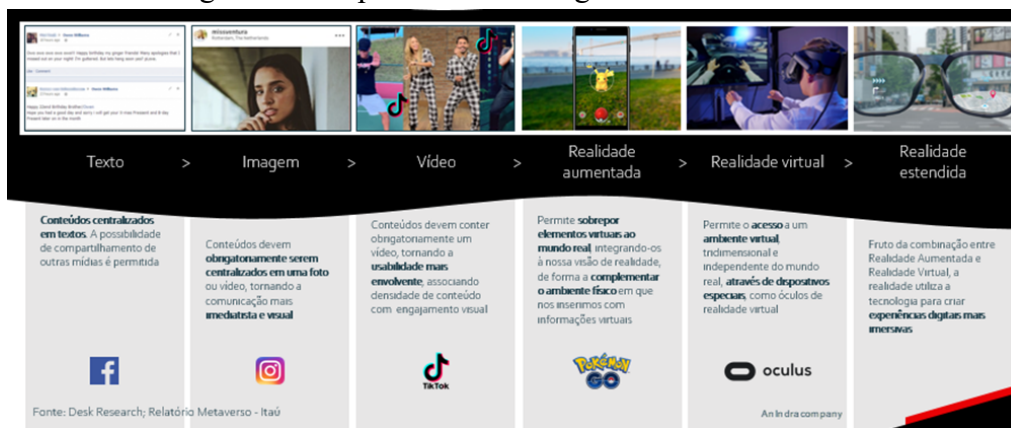 Texto > Imagem > Vídeo > Realidade aumentada > Realidade virtual > Realidade estendida
Conteúdos centralizados
em textos. A possibilidade
de compartilhamento de
outras mídias é permitida
Conteúdos devem
obrigatoriamente serem
centralizados em uma foto
ou vídeo, tornando a
comunicação mais
imediatista e visual
Conteúdos devem conter
obrigatoriamente um
vídeo, tornando a
usabilidade mais
envolvente, associando
densidade de conteúdo
com engajamento visual
Permite sobrepor
elementos virtuais ao
mundo real, integrando-os
à nossa visão de realidade,
de forma a complementar
o ambiente físico em que
nos inserimos com
informações virtuais
Permite o acesso a um
ambiente virtual,
tridimensional e
independente do mundo
real, através de dispositivos
especiais, como óculos de
realidade virtual
Fruto da combinação entre
Realidade Aumentada e
Realidade Virtual, a
realidade utiliza a
tecnologia para criar
experiências digitais mais
imersivas
TikTok
POKÉMON
GO
oculus
Fonte: Desk Research; Relatório Metaverso - Itaú
An Indra company